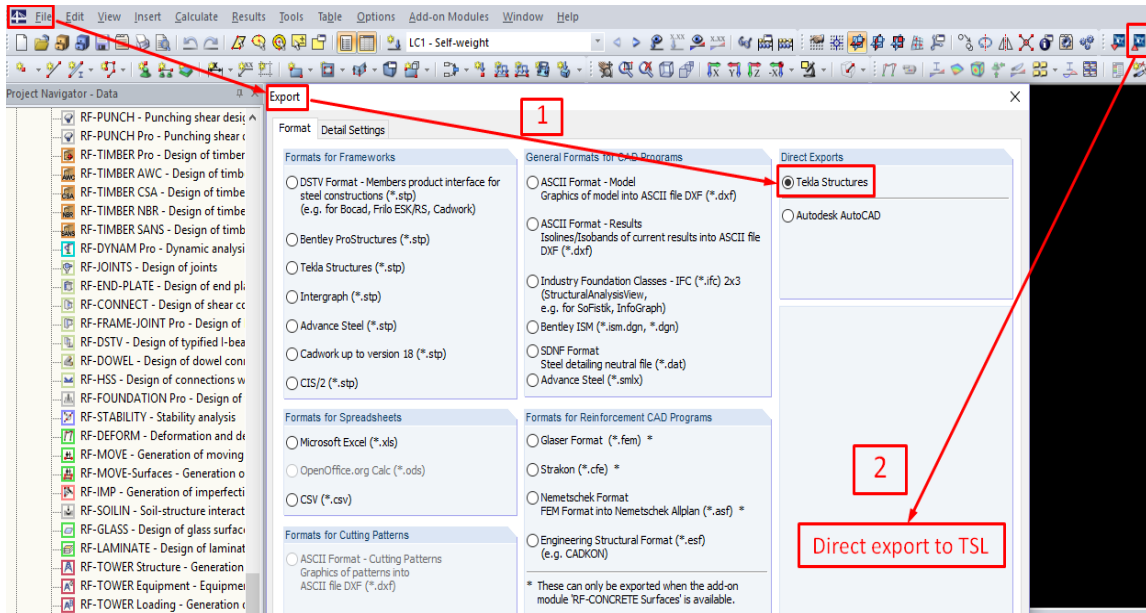 File Edit View Insert Calculate Results Tools Table Options Add-on Modules Window Help
LC1 - Self-weight
Project Navigator - Data
RF-PUNCH - Punching shear desig
RF-PUNCH Pro - Punching shear
RF-TIMBER Pro - Design of timber
RF-TIMBER AWC - Design of timb
RF-TIMBER CSA - Design of timbe
RF-TIMBER NBR - Design of timbe
RF-TIMBER SANS - Design of timb
RF-DYNAM Pro - Dynamic analysi
RF-JOINTS - Design of joints
RF-END-PLATE - Design of end pla
RF-CONNECT - Design of shear co
RF-FRAME-JOINT Pro - Design of
RF-DSTV - Design of typified I-bea
RF-DOWEL - Design of dowel conn
RF-HSS - Design of connections w
RF-FOUNDATION Pro - Design of
RF-STABILITY - Stability analysis
RF-DEFORM - Deformation and de
RF-MOVE - Generation of moving
RF-MOVE-Surfaces - Generation o
RF-IMP - Generation of imperfecti
RF-SOILIN - Soil-structure interact
RF-GLASS - Design of glass surfac
RF-LAMINATE - Design of laminat
RF-TOWER Structure - Generation
RF-TOWER Equipment - Equipmen
RF-TOWER Loading - Generation
Export
1
Format Detail Settings
Formats for Frameworks
DSTV Format - Members product interface for
steel constructions (*.stp)
(e.g. for Bocad, Frilo ESK/RS, Cadwork)
Bentley ProStructures (*.stp)
Tekla Structures (*.stp)
Intergraph (*.stp)
Advance Steel (*.stp)
Cadwork up to version 18 (*.stp)
CIS/2 (*.stp)
Formats for Spreadsheets
Microsoft Excel (*.xls)
OpenOffice.org Calc (*.ods)
CSV (*.csv)
Formats for Cutting Patterns
ASCII Format - Cutting Patterns
Graphics of patterns into
ASCII file DXF (*.dxf)
General Formats for CAD Programs
ASCII Format - Model
Graphics of model into ASCII file DXF (*.dxf)
ASCII Format - Results
Isolines/Isobands of current results into ASCII file
DXF (*.dxf)
Industry Foundation Classes - IFC (*.ifc) 2x3
(StructuralAnalysisView,
e.g. for SoFistik, InfoGraph)
Bentley ISM (*.ism.dgn, *.dgn)
SDNF Format
Steel detailing neutral file (*.dat)
Advance Steel (*.smlx)
Formats for Reinforcement CAD Programs
Glaser Format (*.fem) *
Strakon (*.cfe) *
Nemetschek Format
FEM Format into Nemetschek Allplan (*.asf) *
Engineering Structural Format (*.esf)
(e.g. CADKON)
* These can only be exported when the add-on
module 'RF-CONCRETE Surfaces' is available.
Direct Exports
Tekla Structures
Autodesk AutoCAD
2
Direct export to TSL